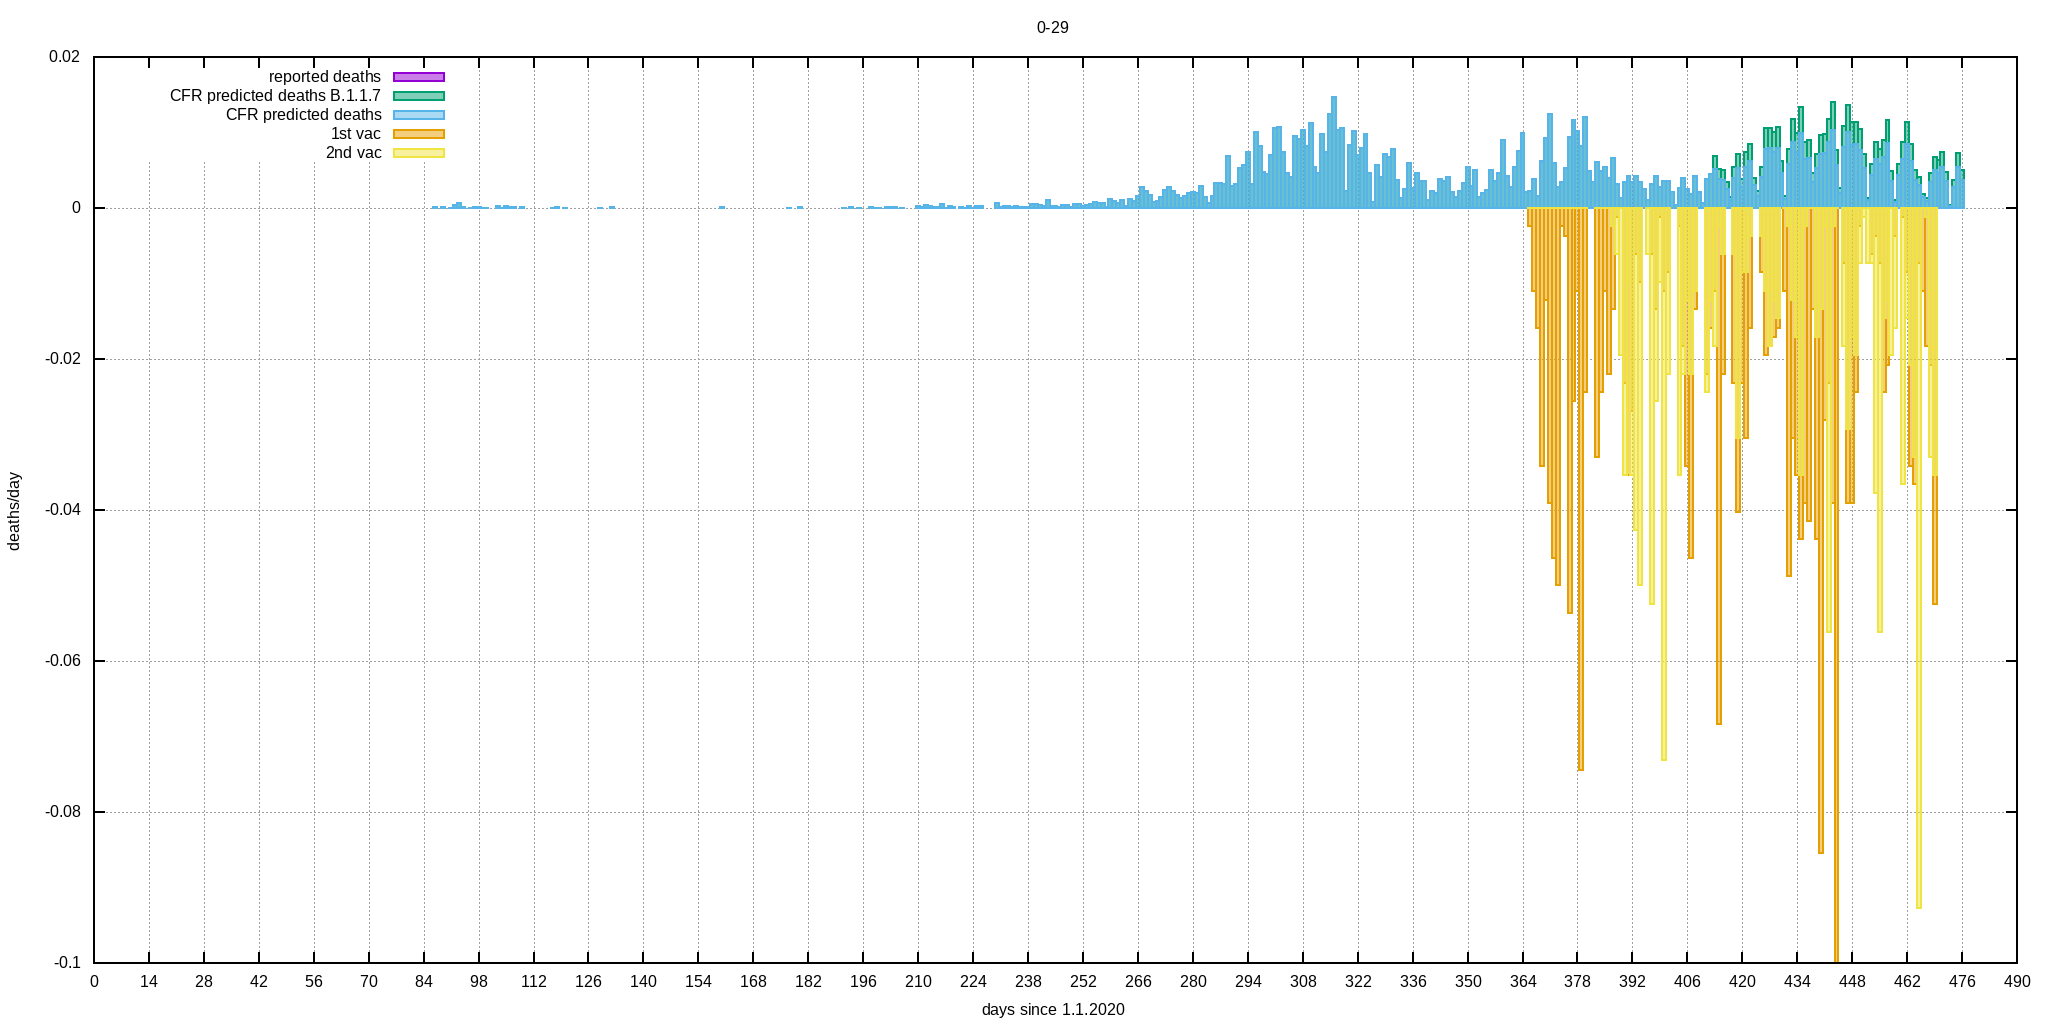 0-29
reported deaths
CFR predicted deaths B.1.1.7
CFR predicted deaths
1st vac
2nd vac
0.02
0
-0.02
-0.04
-0.06
-0.08
-0.1
deaths/day
0 14 28 42 56 70 84 98 112 126 140 154 168 182 196 210 224 238 252 266 280 294 308 322 336 350 364 378 392 406 420 434 448 462 476 490
days since 1.1.2020